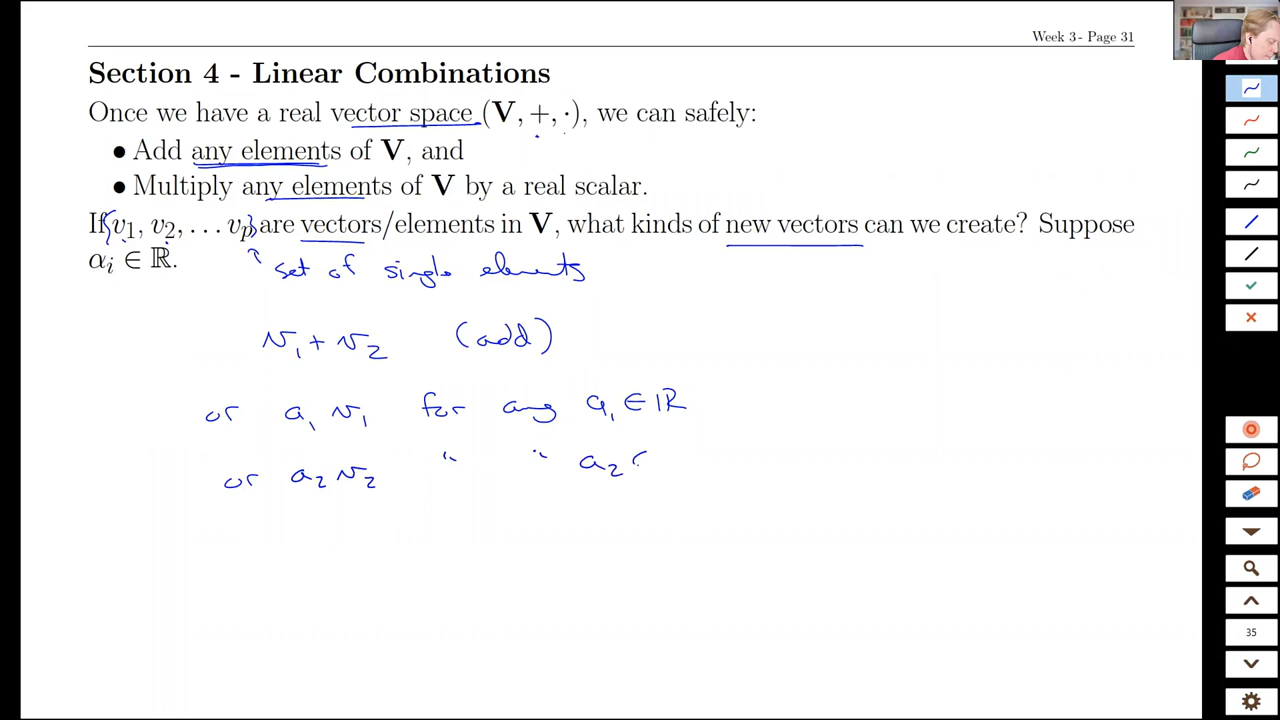 Week 3 - Page 31
Section 4 - Linear Combinations
Once we have a real vector space (V, +, ·), we can safely:
• Add any elements of V, and
• Multiply any elements of V by a real scalar.
If {v₁, v₂, . . . vₚ} are vectors/elements in V, what kinds of new vectors can we create? Suppose
αᵢ ∈ ℝ.
↑ set of single elements
v₁ + v₂ (add)
or a₁ v₁ for any a₁ ∈ ℝ
or a₂ v₂ " " a₂
35